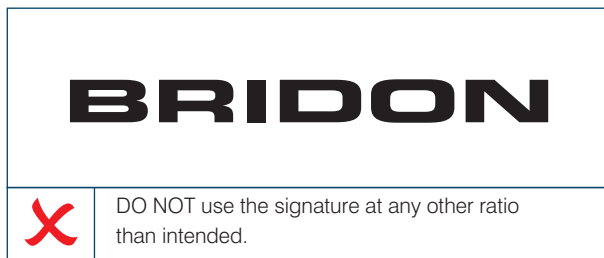 BRIDON
DO NOT use the signature at any other ratio
than intended.